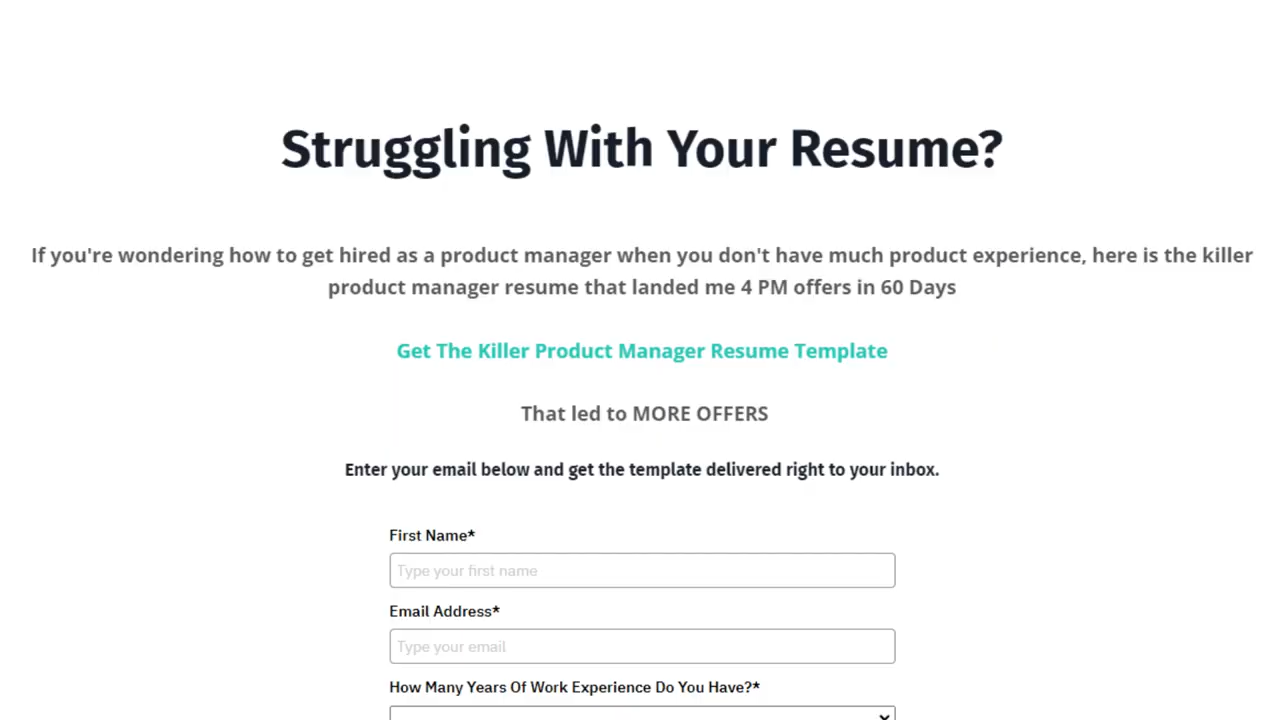 Struggling With Your Resume?
If you're wondering how to get hired as a product manager when you don't have much product experience, here is the killer
product manager resume that landed me 4 PM offers in 60 Days
Get The Killer Product Manager Resume Template
That led to MORE OFFERS
Enter your email below and get the template delivered right to your inbox.
First Name*
Type your first name
Email Address*
Type your email
How Many Years Of Work Experience Do You Have?*